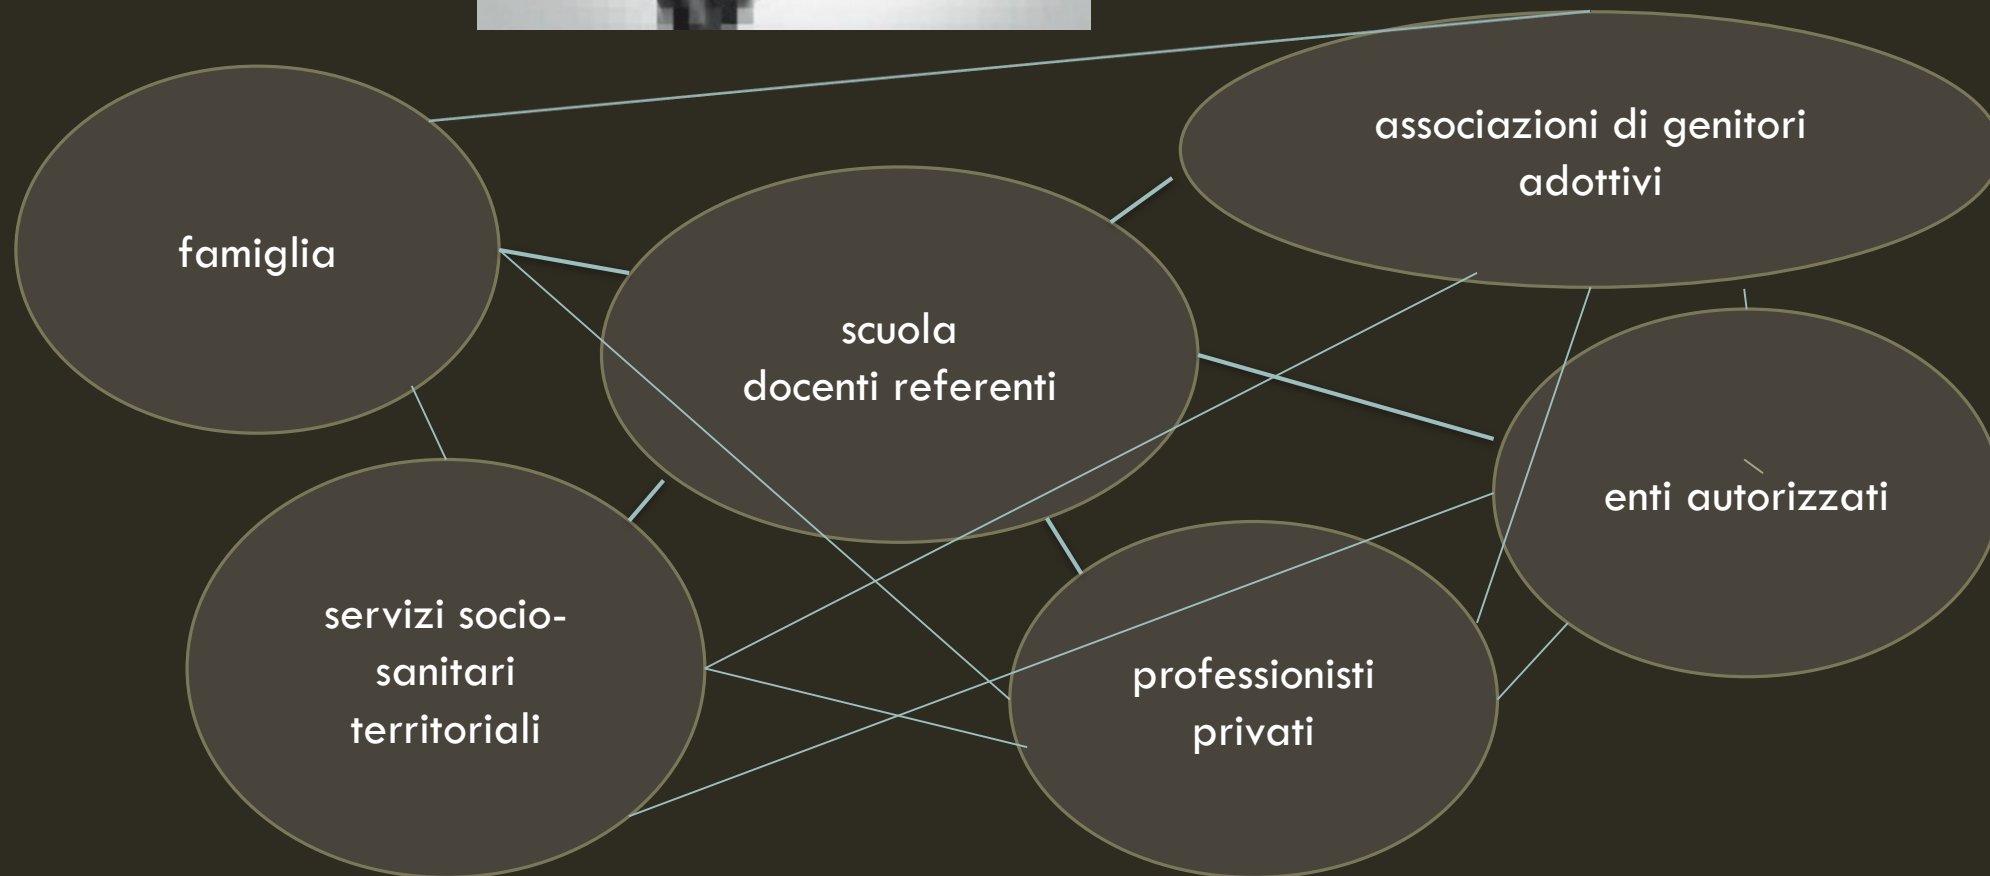 associazioni di genitori
adottivi
famiglia
scuola
docenti referenti
enti autorizzati
servizi socio-
sanitari
territoriali
professionisti
privati